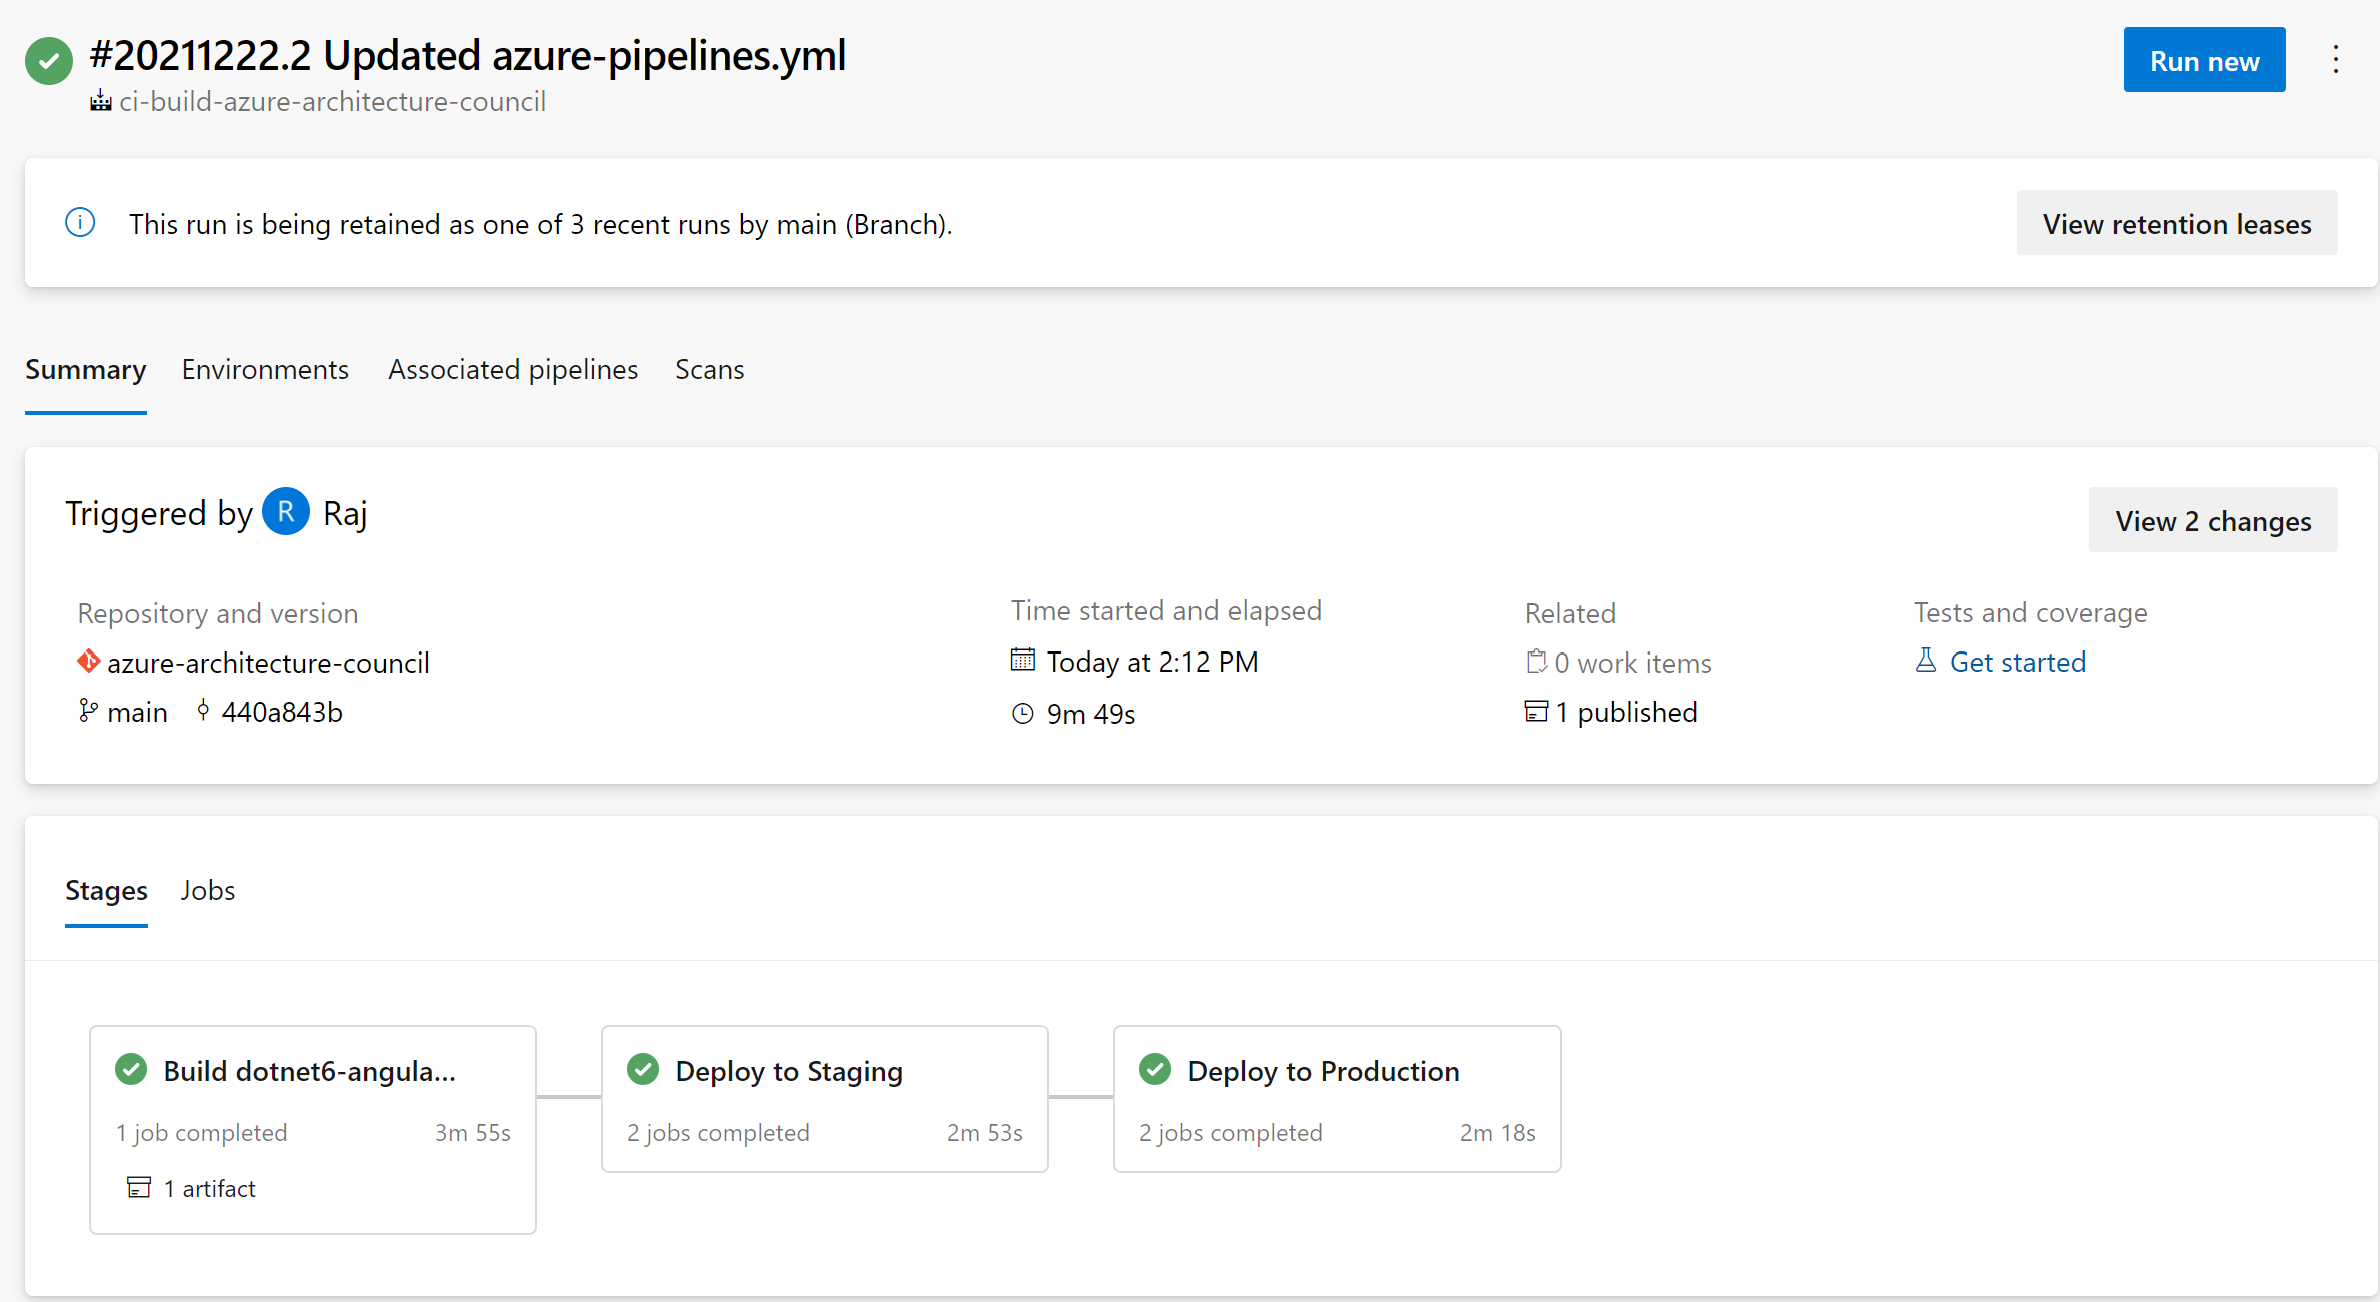 #20211222.2 Updated azure-pipelines.yml
Run new
ci-build-azure-architecture-council
This run is being retained as one of 3 recent runs by main (Branch).
View retention leases
Summary Environments Associated pipelines Scans
Triggered by R Raj
View 2 changes
Repository and version
azure-architecture-council
main 440a843b
Time started and elapsed
Today at 2:12 PM
9m 49s
Related
0 work items
1 published
Tests and coverage
Get started
Stages Jobs
Build dotnet6-angula...
1 job completed 3m 55s
1 artifact
Deploy to Staging
2 jobs completed 2m 53s
Deploy to Production
2 jobs completed 2m 18s